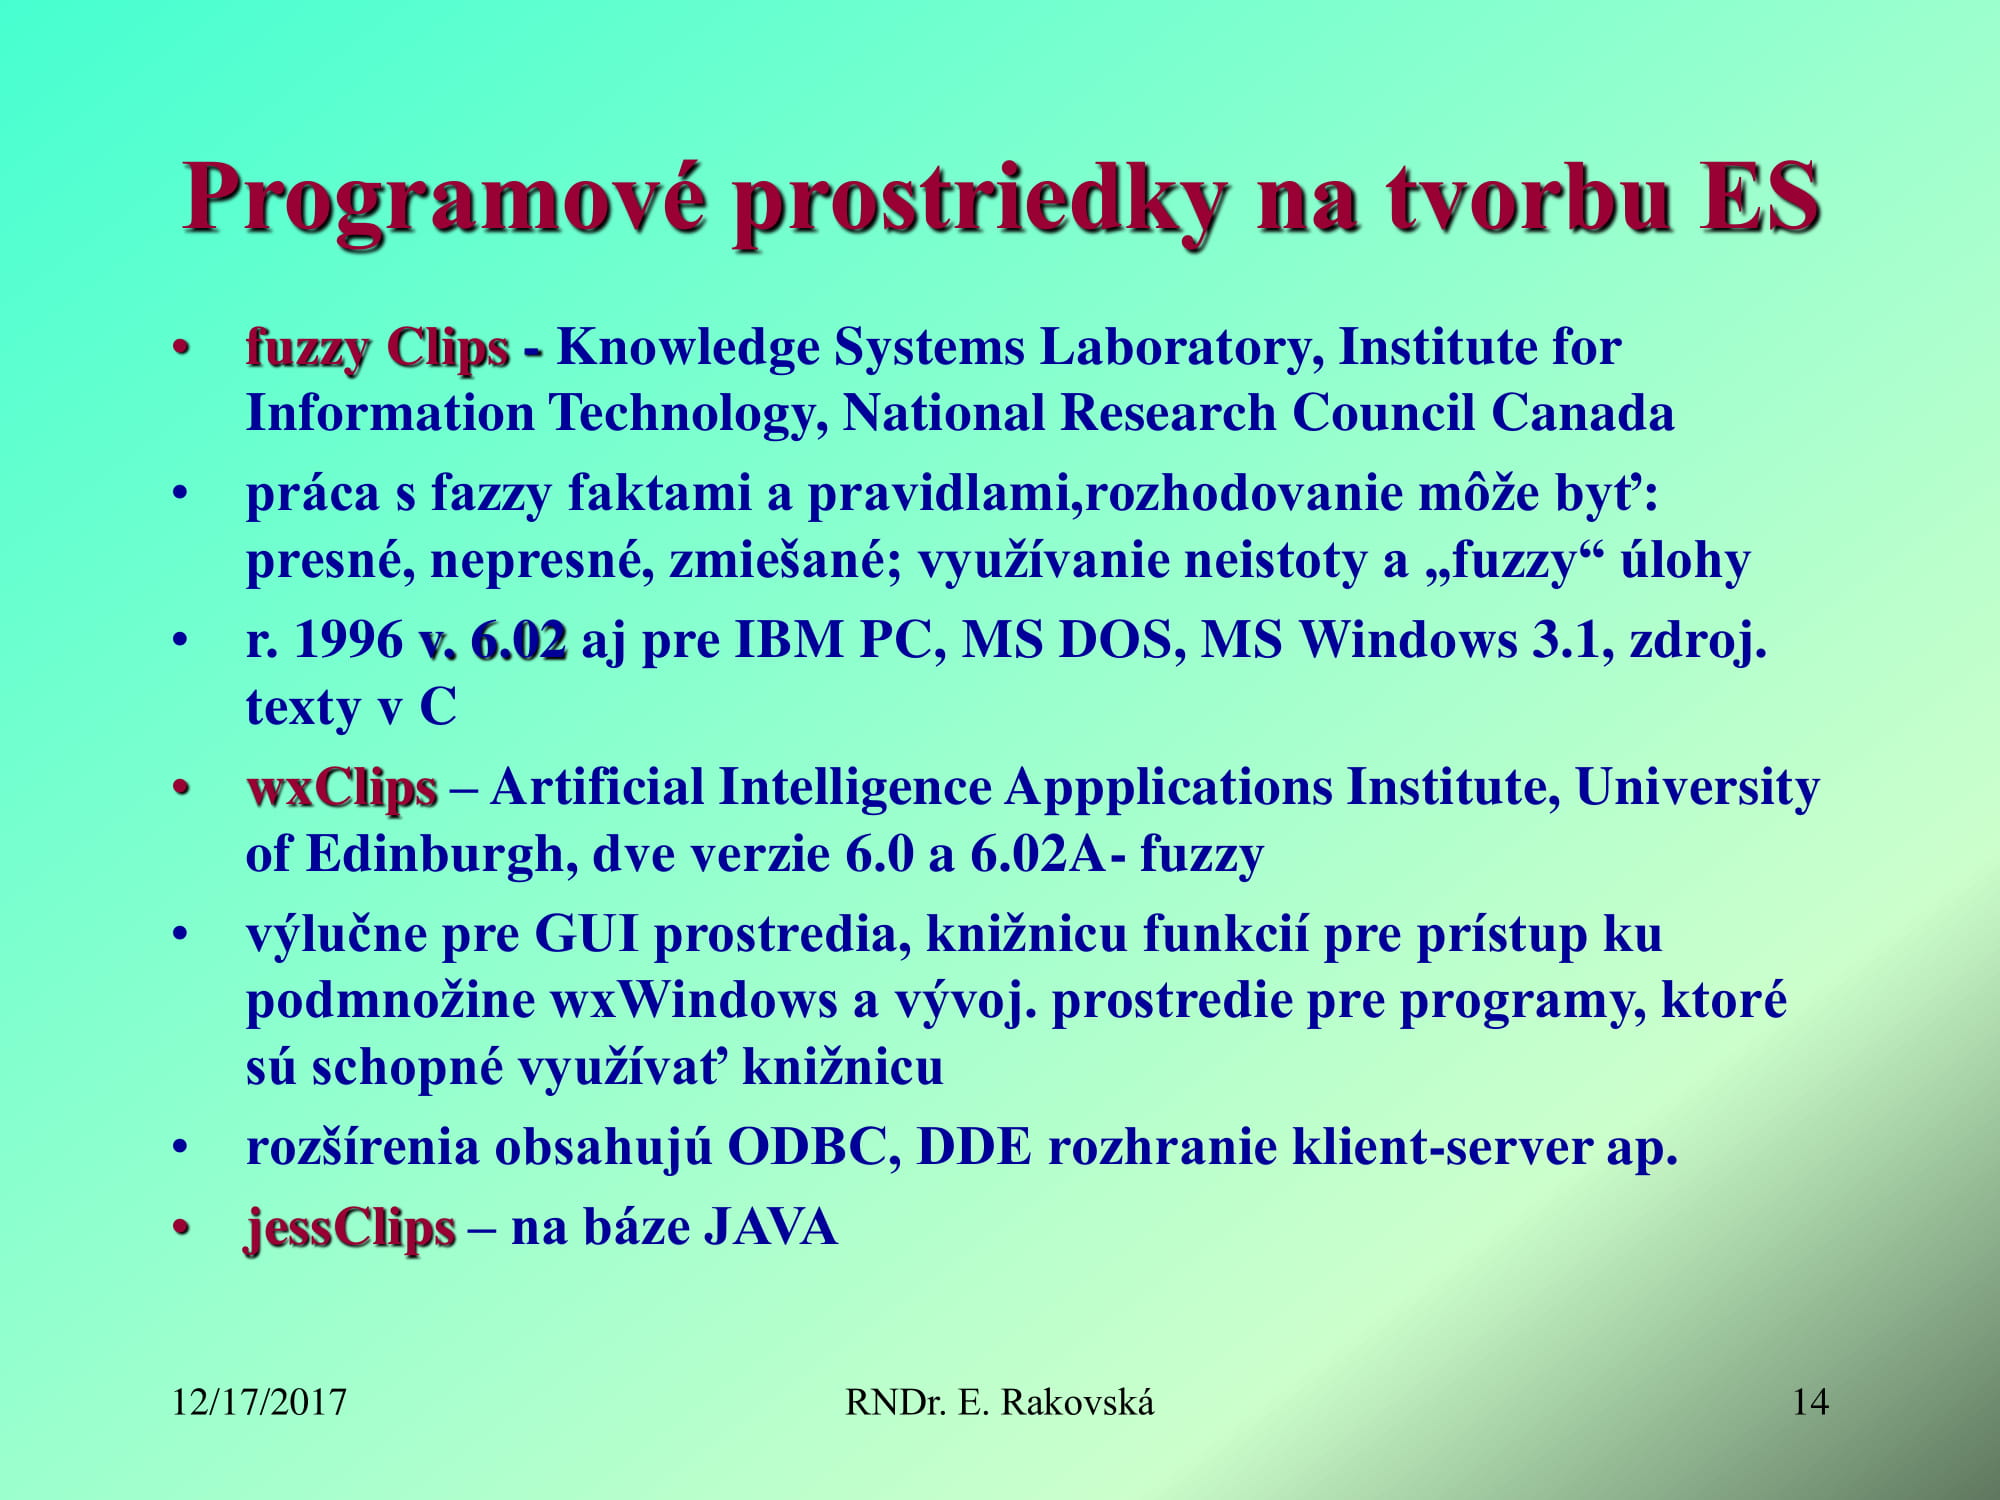 Programové prostriedky na tvorbu ES
• fuzzy Clips - Knowledge Systems Laboratory, Institute for
Information Technology, National Research Council Canada
• práca s fazzy faktami a pravidlami,rozhodovanie môže byť:
presné, nepresné, zmiešané; využívanie neistoty a „fuzzy“ úlohy
• r. 1996 v. 6.02 aj pre IBM PC, MS DOS, MS Windows 3.1, zdroj.
texty v C
• wxClips – Artificial Intelligence Appplications Institute, University
of Edinburgh, dve verzie 6.0 a 6.02A- fuzzy
• výlučne pre GUI prostredia, knižnicu funkcií pre prístup ku
podmnožine wxWindows a vývoj. prostredie pre programy, ktoré
sú schopné využívať knižnicu
• rozšírenia obsahujú ODBC, DDE rozhranie klient-server ap.
• jessClips – na báze JAVA
12/17/2017 RNDr. E. Rakovská 14